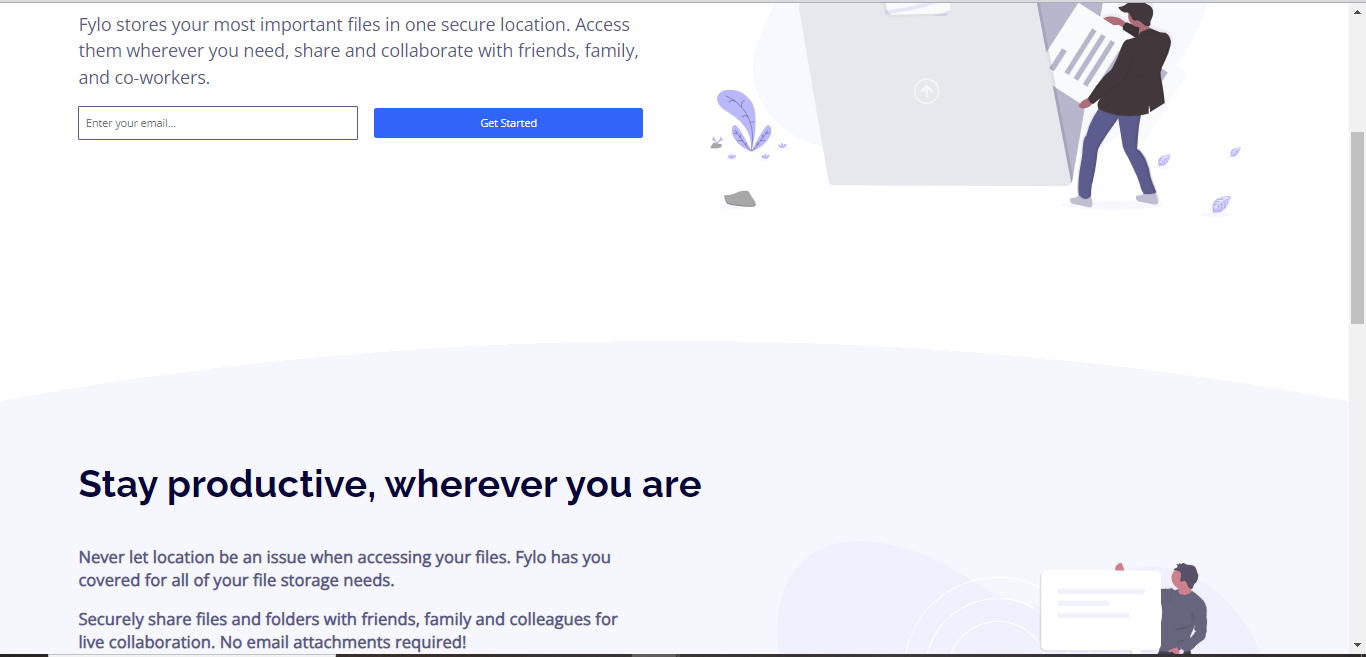 Fylo stores your most important files in one secure location. Access
them wherever you need, share and collaborate with friends, family,
and co-workers.
Enter your email...
Get Started
Stay productive, wherever you are
Never let location be an issue when accessing your files. Fylo has you
covered for all of your file storage needs.
Securely share files and folders with friends, family and colleagues for
live collaboration. No email attachments required!